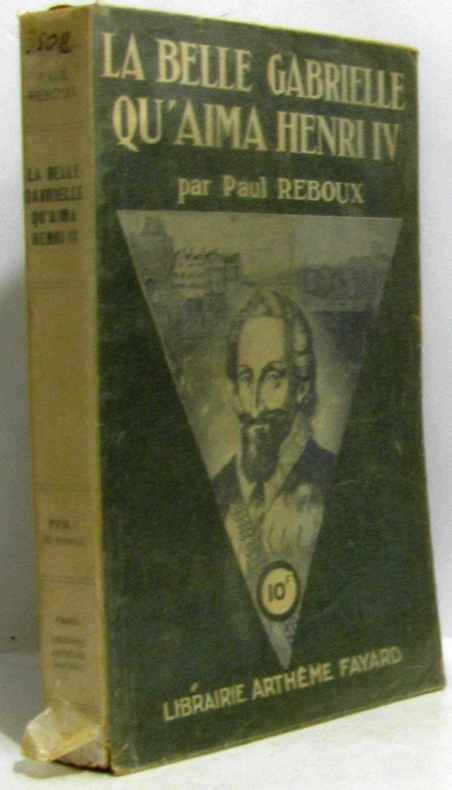 LA BELLE GABRIELLE
QU'AIMA HENRI IV
par Paul REBOUX
10F
LIBRAIRIE ARTHÈME FAYARD
PAUL
REBOUX
LA BELLE
GABRIELLE
QU'AIMA
HENRI IV